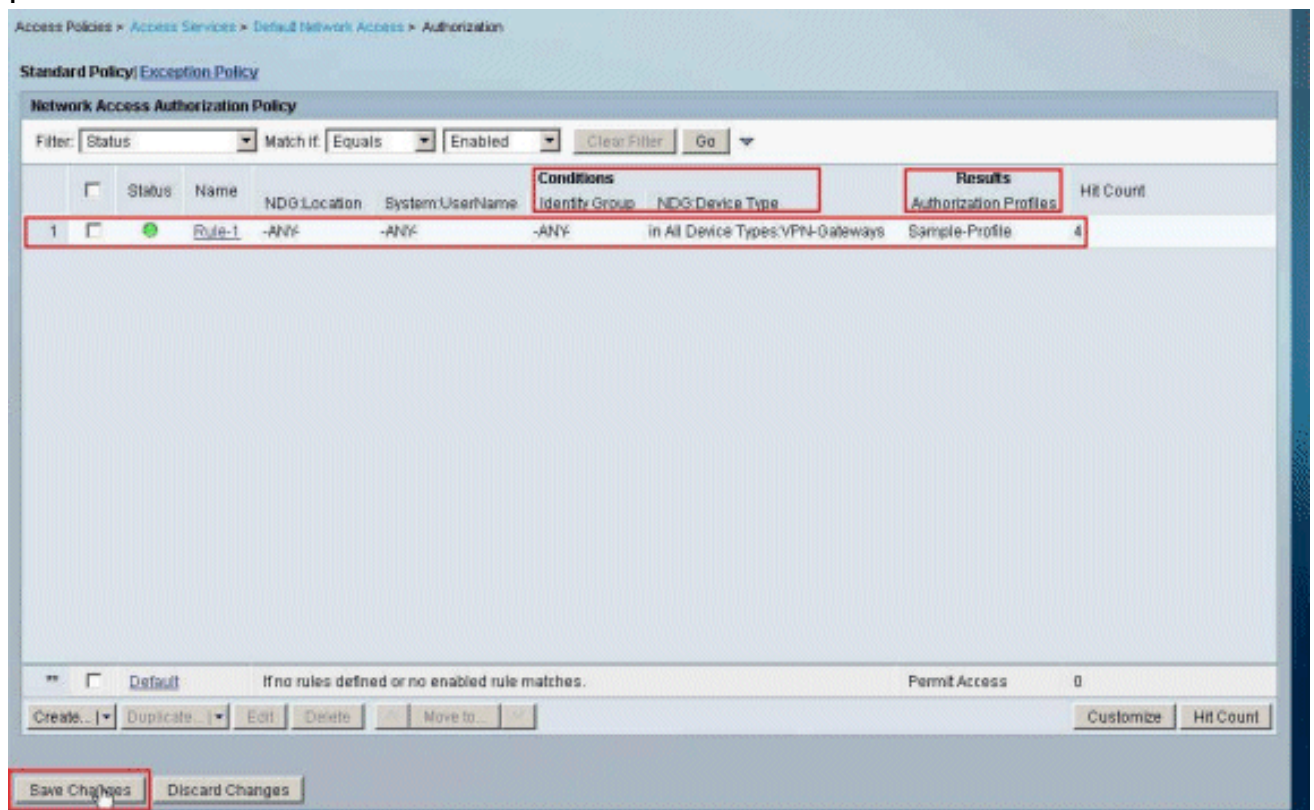 Access Policies > Access Services > Default Network Access > Authorization
Standard Policy| Exception Policy
Network Access Authorization Policy
Filter: Status Match if: Equals Enabled Clear Filter Go
Conditions Results
Status Name NDG:Location System:UserName Identity Group NDG:Device Type Authorization Profiles Hit Count
1 Rule-1 -ANY- -ANY- -ANY- in All Device Types:VPN-Gateways Sample-Profile 4
** Default If no rules defined or no enabled rule matches. Permit Access 0
Create... Duplicate... Edit Delete Move to... Customize Hit Count
Save Changes Discard Changes